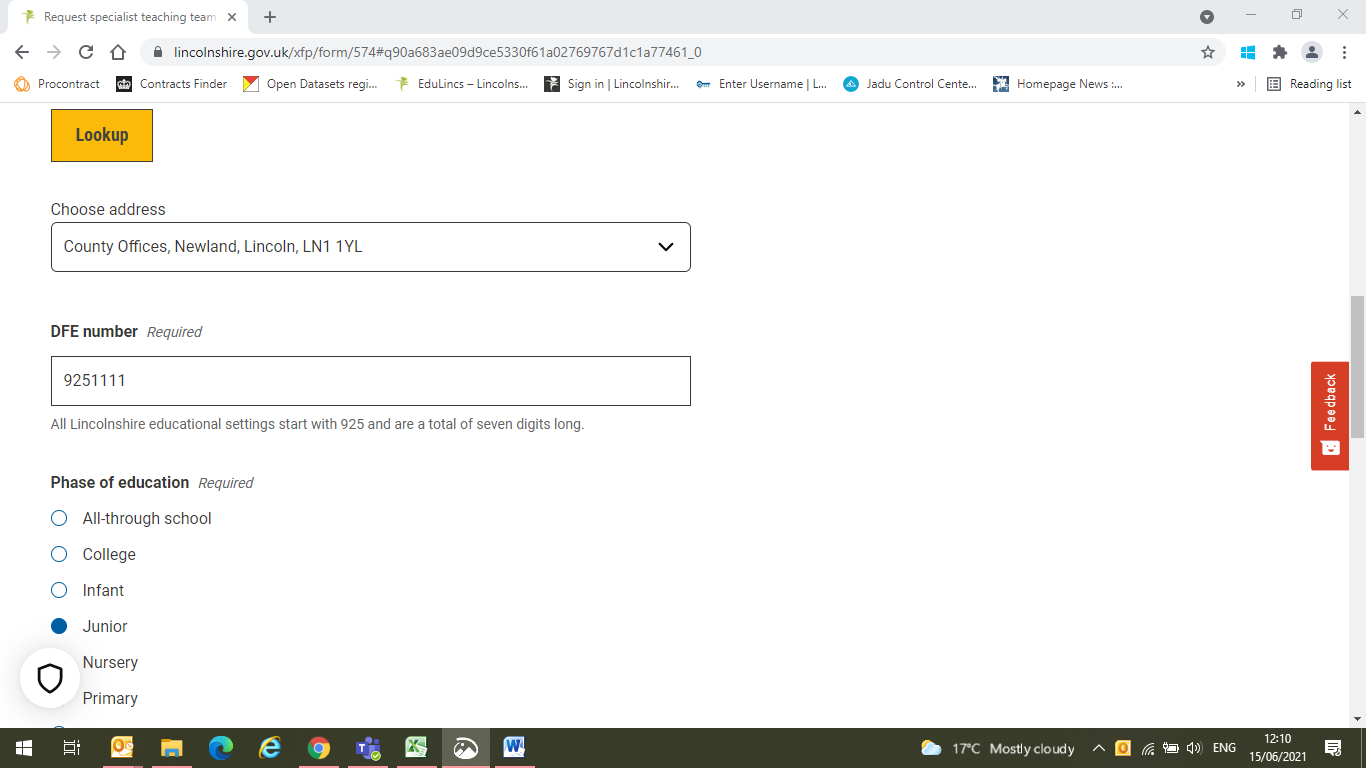 Request specialist teaching team
lincolnshire.gov.uk/xfp/form/574#q90a683ae09d9ce5330f61a02769767d1c1a77461_0
Procontract
Contracts Finder
Open Datasets regi...
EduLincs – Lincolns...
Sign in | Lincolnshir...
Enter Username | L...
Jadu Control Cente...
Homepage News :...
»
Reading list
Lookup
Choose address
County Offices, Newland, Lincoln, LN1 1YL
DFE number Required
9251111
All Lincolnshire educational settings start with 925 and are a total of seven digits long.
Feedback
Phase of education Required
All-through school
College
Infant
Junior
Nursery
Primary
17°C Mostly cloudy
ENG
12:10
15/06/2021